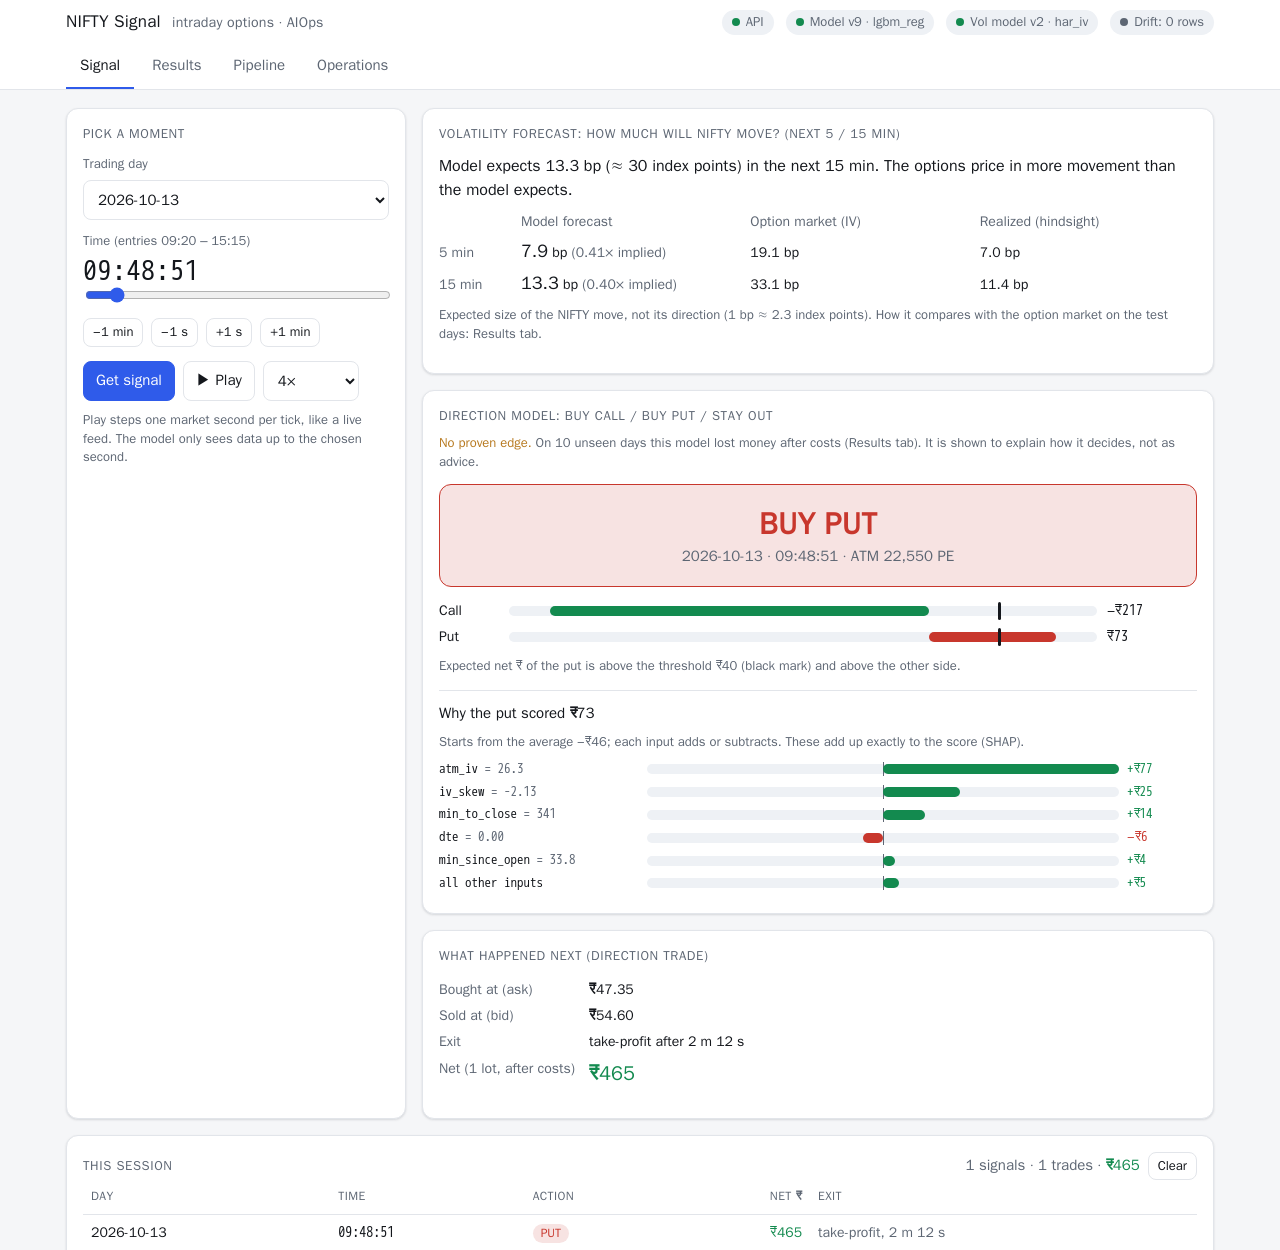 NIFTY Signal intraday options · AIOps
API
Model v9 · lgbm_reg
Vol model v2 · har_iv
Drift: 0 rows
Signal Results Pipeline Operations
PICK A MOMENT
Trading day
2026-10-13
Time (entries 09:20 – 15:15)
09:48:51
−1 min −1 s +1 s +1 min
Get signal ▶ Play 4×
Play steps one market second per tick, like a live
feed. The model only sees data up to the chosen
second.
VOLATILITY FORECAST: HOW MUCH WILL NIFTY MOVE? (NEXT 5 / 15 MIN)
Model expects 13.3 bp (≈ 30 index points) in the next 15 min. The options price in more movement than
the model expects.
Model forecast Option market (IV) Realized (hindsight)
5 min 7.9 bp (0.41× implied) 19.1 bp 7.0 bp
15 min 13.3 bp (0.40× implied) 33.1 bp 11.4 bp
Expected size of the NIFTY move, not its direction (1 bp ≈ 2.3 index points). How it compares with the option market on the test
days: Results tab.
DIRECTION MODEL: BUY CALL / BUY PUT / STAY OUT
No proven edge. On 10 unseen days this model lost money after costs (Results tab). It is shown to explain how it decides, not as
advice.
BUY PUT
2026-10-13 · 09:48:51 · ATM 22,550 PE
Call −₹217
Put ₹73
Expected net ₹ of the put is above the threshold ₹40 (black mark) and above the other side.
Why the put scored ₹73
Starts from the average −₹46; each input adds or subtracts. These add up exactly to the score (SHAP).
atm_iv = 26.3 +₹77
iv_skew = -2.13 +₹25
min_to_close = 341 +₹14
dte = 0.00 −₹6
min_since_open = 33.8 +₹4
all other inputs +₹5
WHAT HAPPENED NEXT (DIRECTION TRADE)
Bought at (ask) ₹47.35
Sold at (bid) ₹54.60
Exit take-profit after 2 m 12 s
Net (1 lot, after costs) ₹465
THIS SESSION 1 signals · 1 trades · ₹465 Clear
DAY TIME ACTION NET ₹ EXIT
2026-10-13 09:48:51 PUT ₹465 take-profit, 2 m 12 s